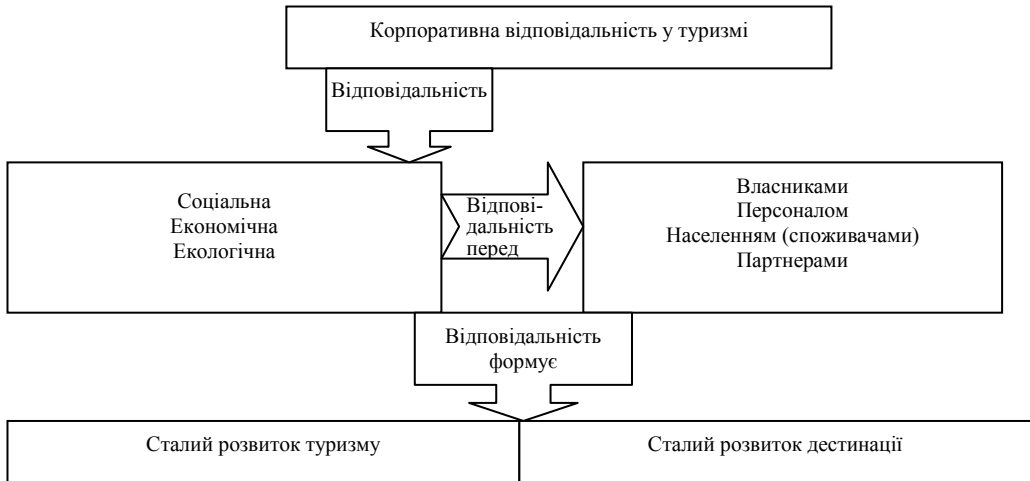 Корпоративна відповідальність у туризмі
Відповідальність
Соціальна
Економічна
Екологічна
Відпові-
дальність
перед
Власниками
Персоналом
Населенням (споживачами)
Партнерами
Відповідальність
формує
Сталий розвиток туризму
Сталий розвиток дестинації